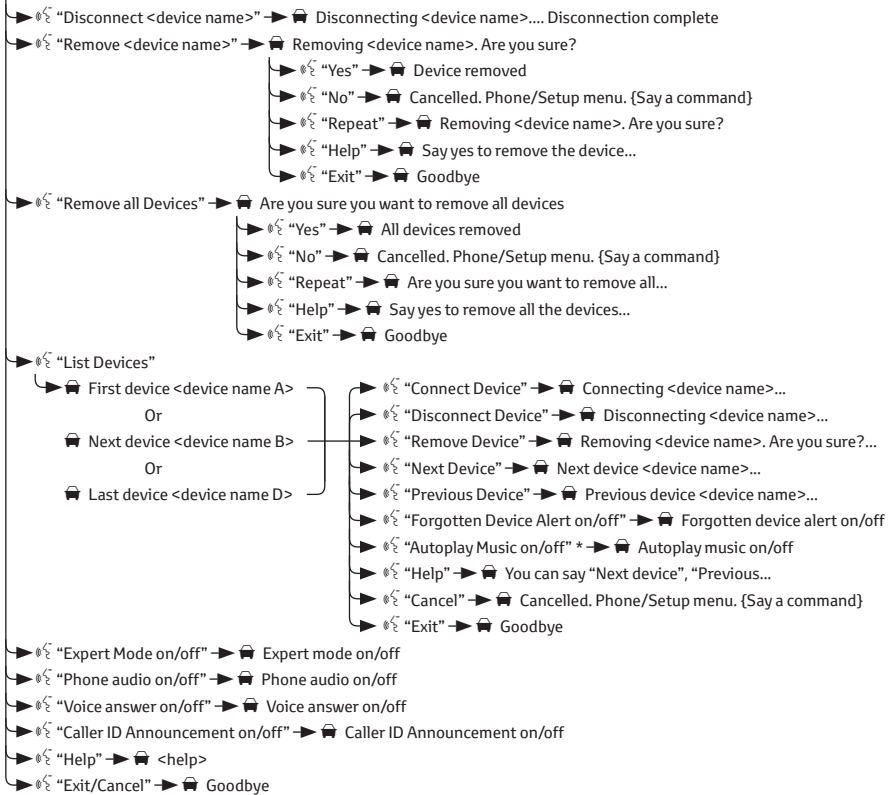 “Disconnect <device name>” Disconnecting <device name>.... Disconnection complete
“Remove <device name>” Removing <device name>. Are you sure?
“Yes” Device removed
“No” Cancelled. Phone/Setup menu. {Say a command}
“Repeat” Removing <device name>. Are you sure?
“Help” Say yes to remove the device...
“Exit” Goodbye
“Remove all Devices” Are you sure you want to remove all devices
“Yes” All devices removed
“No” Cancelled. Phone/Setup menu. {Say a command}
“Repeat” Are you sure you want to remove all...
“Help” Say yes to remove all the devices...
“Exit” Goodbye
“List Devices”
First device <device name A>
Or
Next device <device name B>
Or
Last device <device name D>
“Connect Device” Connecting <device name>...
“Disconnect Device” Disconnecting <device name>...
“Remove Device” Removing <device name>. Are you sure?...
“Next Device” Next device <device name>...
“Previous Device” Previous device <device name>...
“Forgotten Device Alert on/off” Forgotten device alert on/off
“Autoplay Music on/off” * Autoplay music on/off
“Help” You can say “Next device”, “Previous...
“Cancel” Cancelled. Phone/Setup menu. {Say a command}
“Exit” Goodbye
“Expert Mode on/off” Expert mode on/off
“Phone audio on/off” Phone audio on/off
“Voice answer on/off” Voice answer on/off
“Caller ID Announcement on/off” Caller ID Announcement on/off
“Help” <help>
“Exit/Cancel” Goodbye